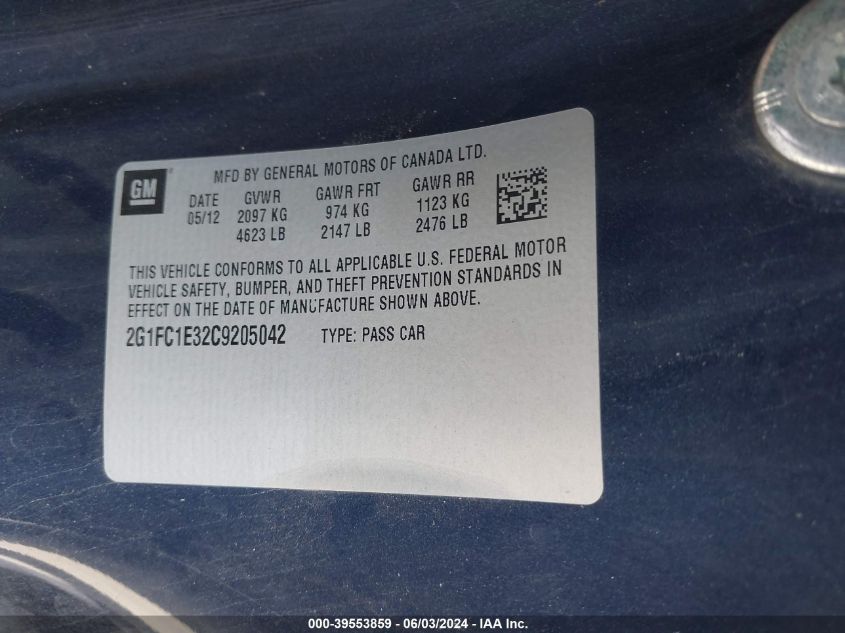 GM
MFD BY GENERAL MOTORS OF CANADA LTD.
DATE GVWR GAWR FRT GAWR RR
05/12 2097 KG 974 KG 1123 KG
4623 LB 2147 LB 2476 LB
THIS VEHICLE CONFORMS TO ALL APPLICABLE U.S. FEDERAL MOTOR
VEHICLE SAFETY, BUMPER, AND THEFT PREVENTION STANDARDS IN
EFFECT ON THE DATE OF MANUFACTURE SHOWN ABOVE.
2G1FC1E32C9205042 TYPE: PASS CAR
000-39553859 - 06/03/2024 - IAA Inc.